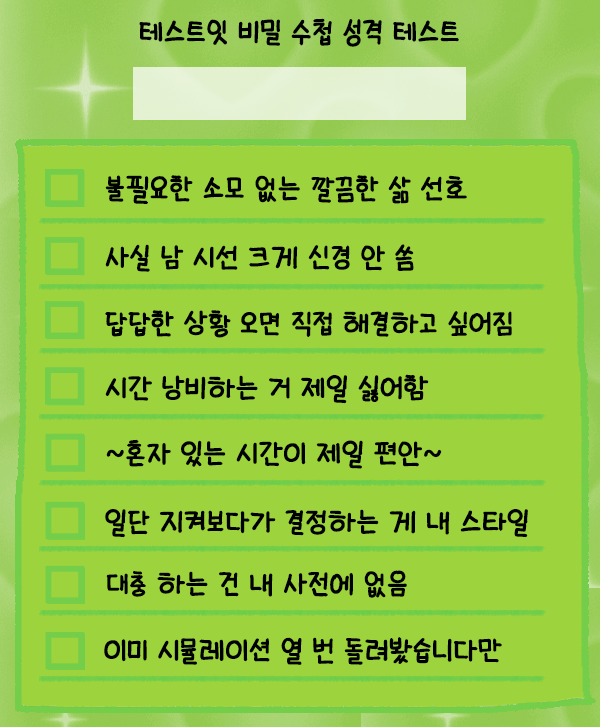 테스트잇 비밀 수첩 성격 테스트
불필요한 소모 없는 깔끔한 삶 선호
사실 남 시선 크게 신경 안 씀
답답한 상황 오면 직접 해결하고 싶어짐
시간 낭비하는 거 제일 싫어함
~혼자 있는 시간이 제일 편안~
일단 지켜보다가 결정하는 게 내 스타일
대충 하는 건 내 사전에 없음
이미 시뮬레이션 열 번 돌려봤습니다만